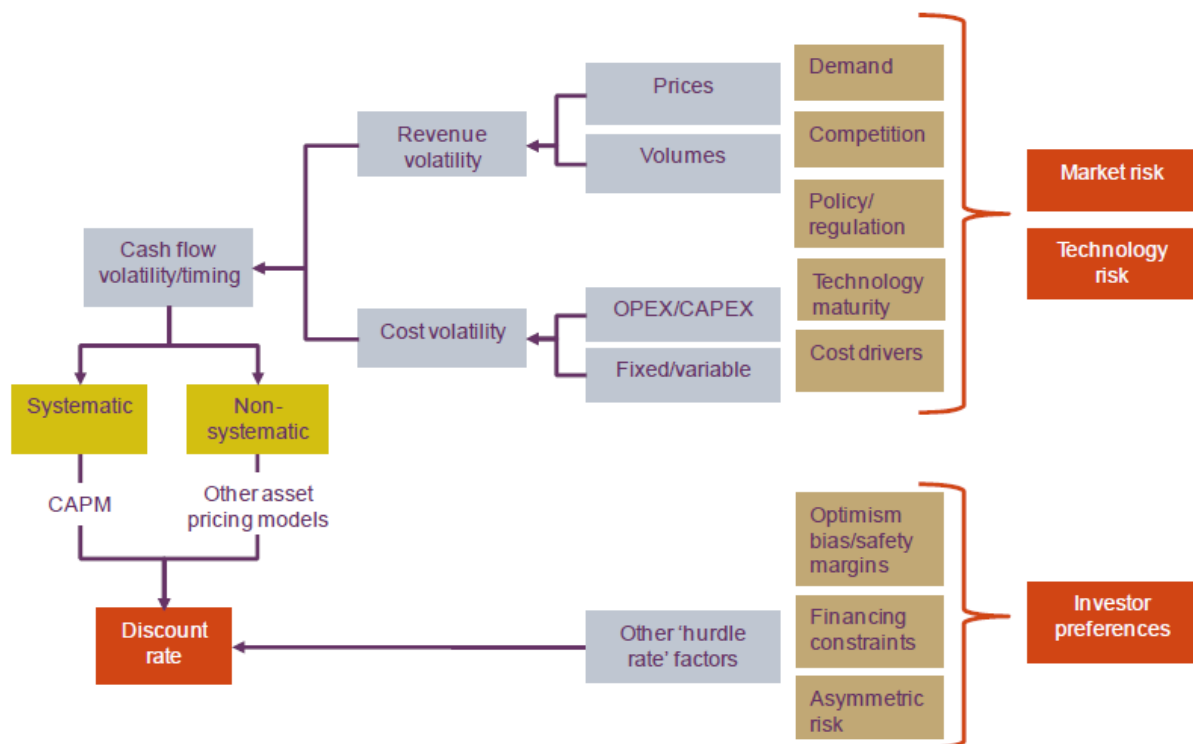 Prices
Demand
Revenue
volatility
Competition
Volumes
Market risk
Policy/
regulation
Cash flow
volatility/timing
Technology
risk
Technology
maturity
OPEX/CAPEX
Cost volatility
Cost drivers
Fixed/variable
Systematic
Non-
systematic
CAPM
Other asset
pricing models
Optimism
bias/safety
margins
Discount
rate
Other ‘hurdle
rate’ factors
Financing
constraints
Investor
preferences
Asymmetric
risk